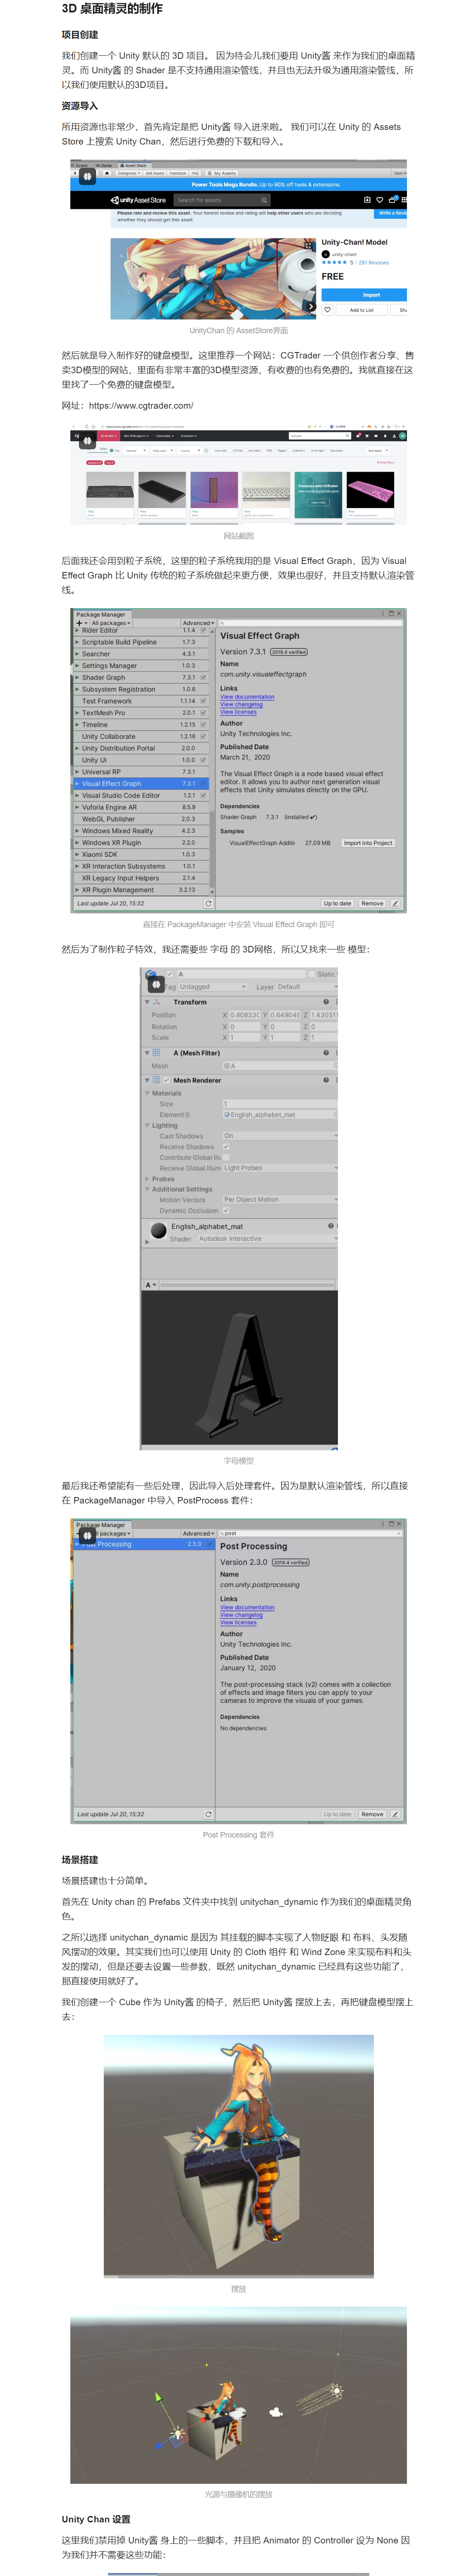 3D 桌面精灵的制作
项目创建
我们创建一个 Unity 默认的 3D 项目。 因为待会儿我们要用 Unity酱 来作为我们的桌面精
灵。而 Unity酱 的 Shader 是不支持通用渲染管线，并且也无法升级为通用渲染管线，所
以我们使用默认的3D项目。
资源导入
所用资源也非常少，首先肯定是把 Unity酱 导入进来啦。 我们可以在 Unity 的 Assets
Store 上搜索 Unity Chan，然后进行免费的下载和导入。
Scene Game Asset Store
Categories Sell Assets Feedback FAQ My Assets
Power Tools Mega Bundle. Up to 90% off tools & extensions.
unity AssetStore Search for assets
Please rate and review this asset. Your honest review and rating will help other users who are deciding
whether they should get this asset.
Write a Revi
Unity-Chan! Model
unity-chan
5 | 281 Reviews
FREE
Import
Add to List
UnityChan 的 AssetStore界面
然后就是导入制作好的键盘模型。这里推荐一个网站：CGTrader 一个供创作者分享、售
卖3D模型的网站，里面有非常丰富的3D模型资源，有收费的也有免费的。我就直接在这
里找了一个免费的键盘模型。
网址：https://www.cgtrader.com/
网站截图
后面我还会用到粒子系统，这里的粒子系统我用的是 Visual Effect Graph，因为 Visual
Effect Graph 比 Unity 传统的粒子系统做起来更方便，效果也很好，并且支持默认渲染管
线。
Package Manager
All packages Advanced
Rider Editor 1.1.4
Scriptable Build Pipeline 1.7.3
Searcher 4.3.1
Settings Manager 1.0.3
Shader Graph 7.3.1
Subsystem Registration 1.0.6
Test Framework 1.1.14
TextMesh Pro 2.0.1
Timeline 1.2.15
Unity Collaborate 1.2.16
Unity Distribution Portal 2.0.0
Unity UI 1.0.0
Universal RP 7.3.1
Visual Effect Graph 7.3.1
Visual Studio Code Editor 1.2.1
Vuforia Engine AR 8.5.9
WebGL Publisher 2.0.3
Windows Mixed Reality 4.2.3
Windows XR Plugin 2.2.0
Xiaomi SDK 1.0.3
XR Interaction Subsystems 1.0.1
XR Legacy Input Helpers 2.1.4
XR Plugin Management 3.2.13
Last update Jul 20, 15:32
Visual Effect Graph
Version 7.3.1 2019.4 verified
Name
com.unity.visualeffectgraph
Links
View documentation
View changelog
View licenses
Author
Unity Technologies Inc.
Published Date
March 21, 2020
The Visual Effect Graph is a node based visual effect
editor. It allows you to author next generation visual
effects that Unity simulates directly on the GPU.
Dependencies
Shader Graph 7.3.1 (installed ✔)
Samples
VisualEffectGraph Additi 27.09 MB Import into Project
Up to date Remove
直接在 PackageManager 中安装 Visual Effect Graph 即可
然后为了制作粒子特效，我还需要些 字母 的 3D网格，所以又找来一些 模型：
A Static
Tag Untagged Layer Default
Transform
Position X 0.80833( Y 0.64904( Z 1.430511
Rotation X 0 Y 0 Z 0
Scale X 1 Y 1 Z 1
A (Mesh Filter)
Mesh A
Mesh Renderer
Materials
Size 1
Element 0 English_alphabet_mat
Lighting
Cast Shadows On
Receive Shadows
Contribute Global Illu
Receive Global Illum Light Probes
Probes
Additional Settings
Motion Vectors Per Object Motion
Dynamic Occlusion
English_alphabet_mat
Shader Autodesk Interactive
A
字母模型
最后我还希望能有一些后处理，因此导入后处理套件。因为是默认渲染管线，所以直接
在 PackageManager 中导入 PostProcess 套件：
Package Manager
packages Advanced post
Post Processing 2.3.0
Last update Jul 20, 15:32
Post Processing
Version 2.3.0 2019.4 verified
Name
com.unity.postprocessing
Links
View documentation
View changelog
View licenses
Author
Unity Technologies Inc.
Published Date
January 12, 2020
The post-processing stack (v2) comes with a collection
of effects and image filters you can apply to your
cameras to improve the visuals of your games.
Dependencies
No dependencies
Up to date Remove
Post Processing 套件
场景搭建
场景搭建也十分简单。
首先在 Unity chan 的 Prefabs 文件夹中找到 unitychan_dynamic 作为我们的桌面精灵角
色。
之所以选择 unitychan_dynamic 是因为 其挂载的脚本实现了人物眨眼 和 布料、头发随
风摆动的效果。其实我们也可以使用 Unity 的 Cloth 组件 和 Wind Zone 来实现布料和头
发的摆动，但是还要去设置一些参数，既然 unitychan_dynamic 已经具有这些功能了，
那直接使用就好了。
我们创建一个 Cube 作为 Unity酱 的椅子，然后把 Unity酱 摆放上去，再把键盘模型摆上
去：
摆放
光源与摄像机的摆放
Unity Chan 设置
这里我们禁用掉 Unity酱 身上的一些脚本，并且把 Animator 的 Controller 设为 None 因
为我们并不需要这些功能：